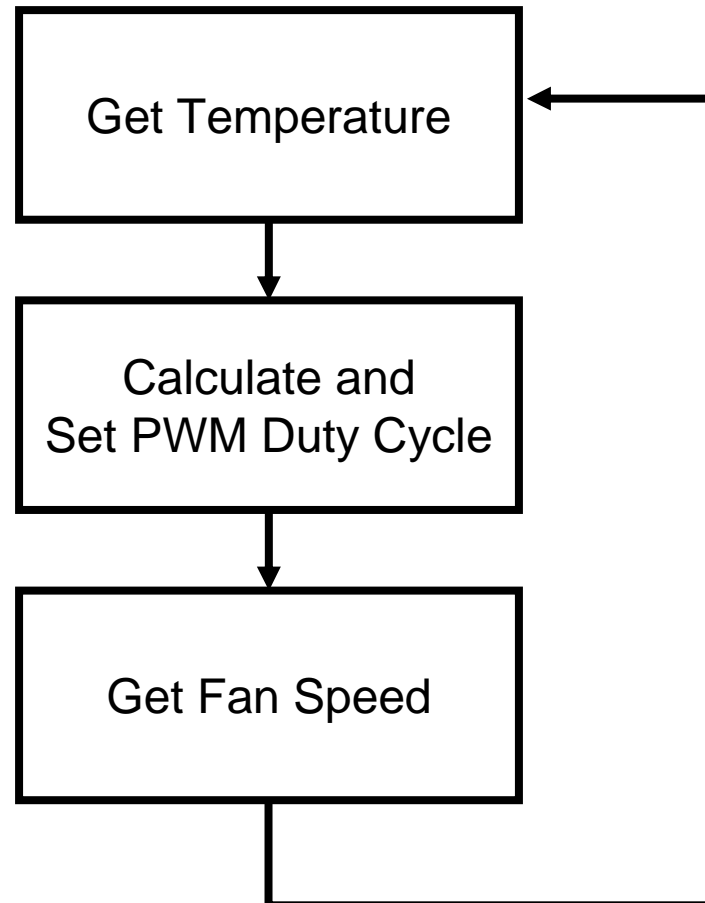 Get Temperature
Calculate and
Set PWM Duty Cycle
Get Fan Speed